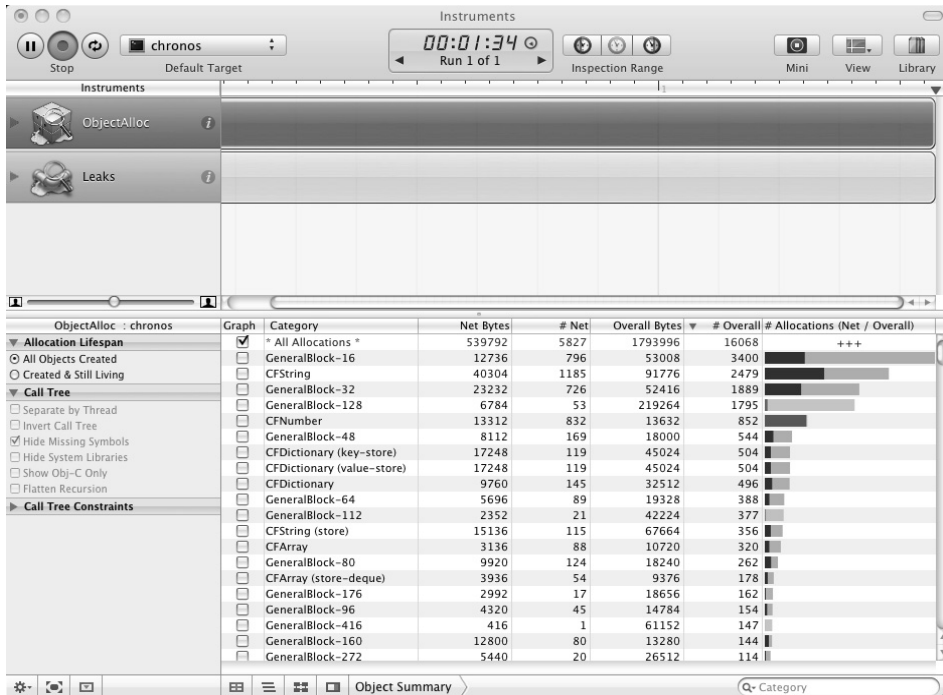 Instruments
chronos
00:01:34
Run 1 of 1
Stop
Default Target
Inspection Range
Mini
View
Library
Instruments
1
ObjectAlloc
Leaks
ObjectAlloc : chronos
Graph Category Net Bytes # Net Overall Bytes # Overall # Allocations (Net / Overall)
Allocation Lifespan
All Objects Created
Created & Still Living
Call Tree
Separate by Thread
Invert Call Tree
Hide Missing Symbols
Hide System Libraries
Show Obj-C Only
Flatten Recursion
Call Tree Constraints
* All Allocations * 539792 5827 1793996 16068 +++
GeneralBlock-16 12736 796 53008 3400
CFString 40304 1185 91776 2479
GeneralBlock-32 23232 726 52416 1889
GeneralBlock-128 6784 53 219264 1795
CFNumber 13312 832 13632 852
GeneralBlock-48 8112 169 18000 544
CFDictionary (key-store) 17248 119 45024 504
CFDictionary (value-store) 17248 119 45024 504
CFDictionary 9760 145 32512 496
GeneralBlock-64 5696 89 19328 388
GeneralBlock-112 2352 21 42224 377
CFString (store) 15136 115 67664 356
CFArray 3136 88 10720 320
GeneralBlock-80 9920 124 18240 262
CFArray (store-deque) 3936 54 9376 178
GeneralBlock-176 2992 17 18656 162
GeneralBlock-96 4320 45 14784 154
GeneralBlock-416 416 1 61152 147
GeneralBlock-160 12800 80 13280 144
GeneralBlock-272 5440 20 26512 114
Object Summary
Category